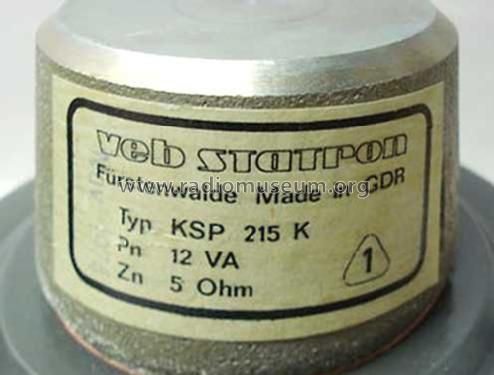 veb statron
Fürstenwalde Made in GDR
www.radiomuseum.org
Typ KSP 215 K
Pn 12 VA
Zn 5 Ohm
1